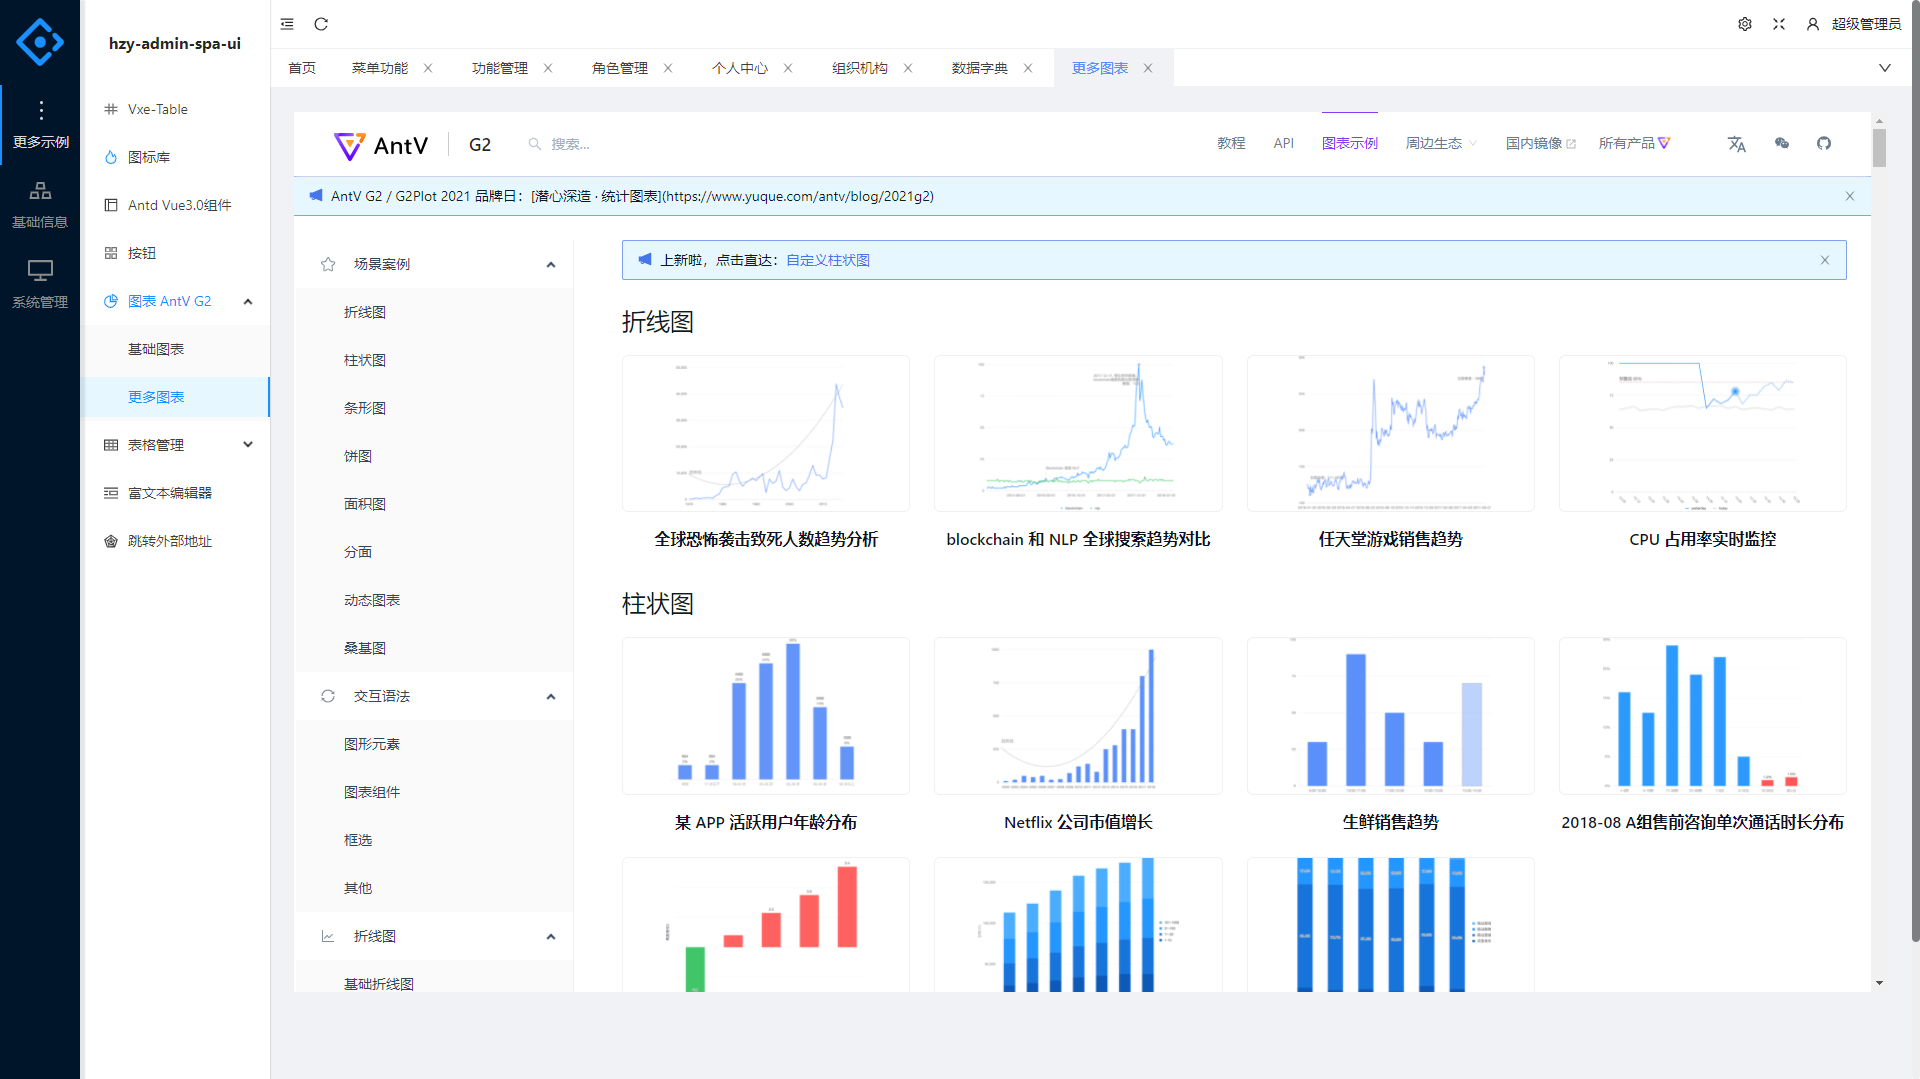 hzy-admin-spa-ui
超级管理员
首页 菜单功能 功能管理 角色管理 个人中心 组织机构 数据字典 更多图表
更多示例
基础信息
系统管理
Vxe-Table
图标库
Antd Vue3.0组件
按钮
图表 AntV G2
基础图表
更多图表
表格管理
富文本编辑器
跳转外部地址
AntV G2 搜索... 教程 API 图表示例 周边生态 国内镜像 所有产品
AntV G2 / G2Plot 2021 品牌日：[潜心深造 · 统计图表](https://www.yuque.com/antv/blog/2021g2)
场景案例
折线图
柱状图
条形图
饼图
面积图
分面
动态图表
桑基图
交互语法
图形元素
图表组件
框选
其他
折线图
基础折线图
上新啦，点击直达：自定义柱状图
折线图
全球恐怖袭击致死人数趋势分析
blockchain 和 NLP 全球搜索趋势对比
任天堂游戏销售趋势
CPU 占用率实时监控
柱状图
某 APP 活跃用户年龄分布
Netflix 公司市值增长
生鲜销售趋势
2018-08 A组售前咨询单次通话时长分布